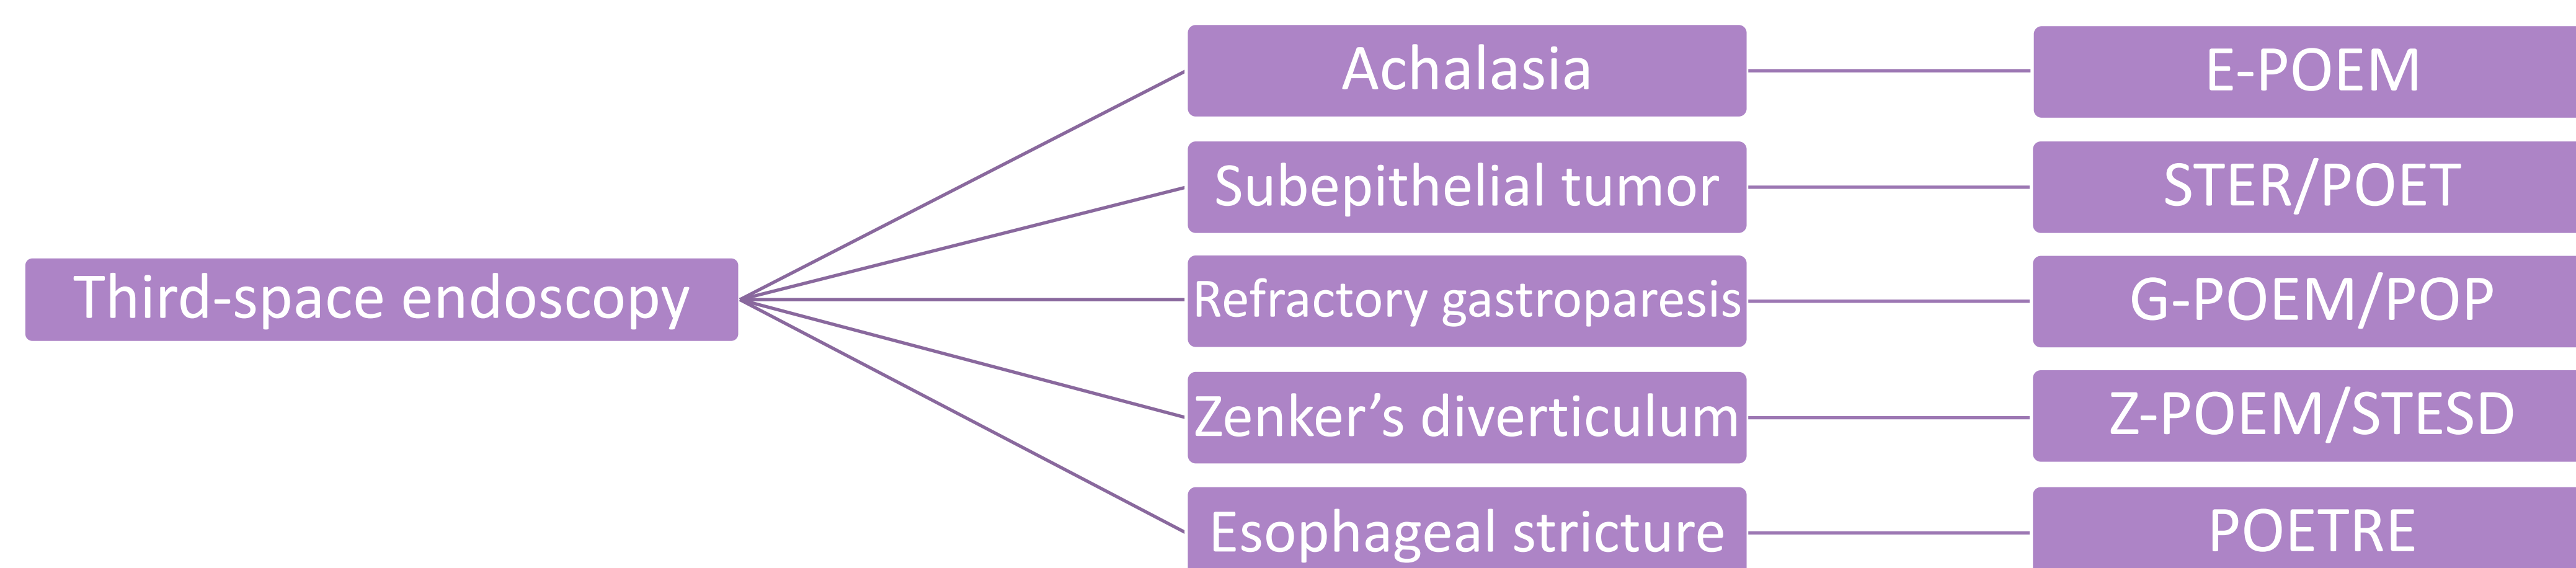 Third-space endoscopy
Achalasia
E-POEM
Subepithelial tumor
STER/POET
Refractory gastroparesis
G-POEM/POP
Zenker’s diverticulum
Z-POEM/STESD
Esophageal stricture
POETRE